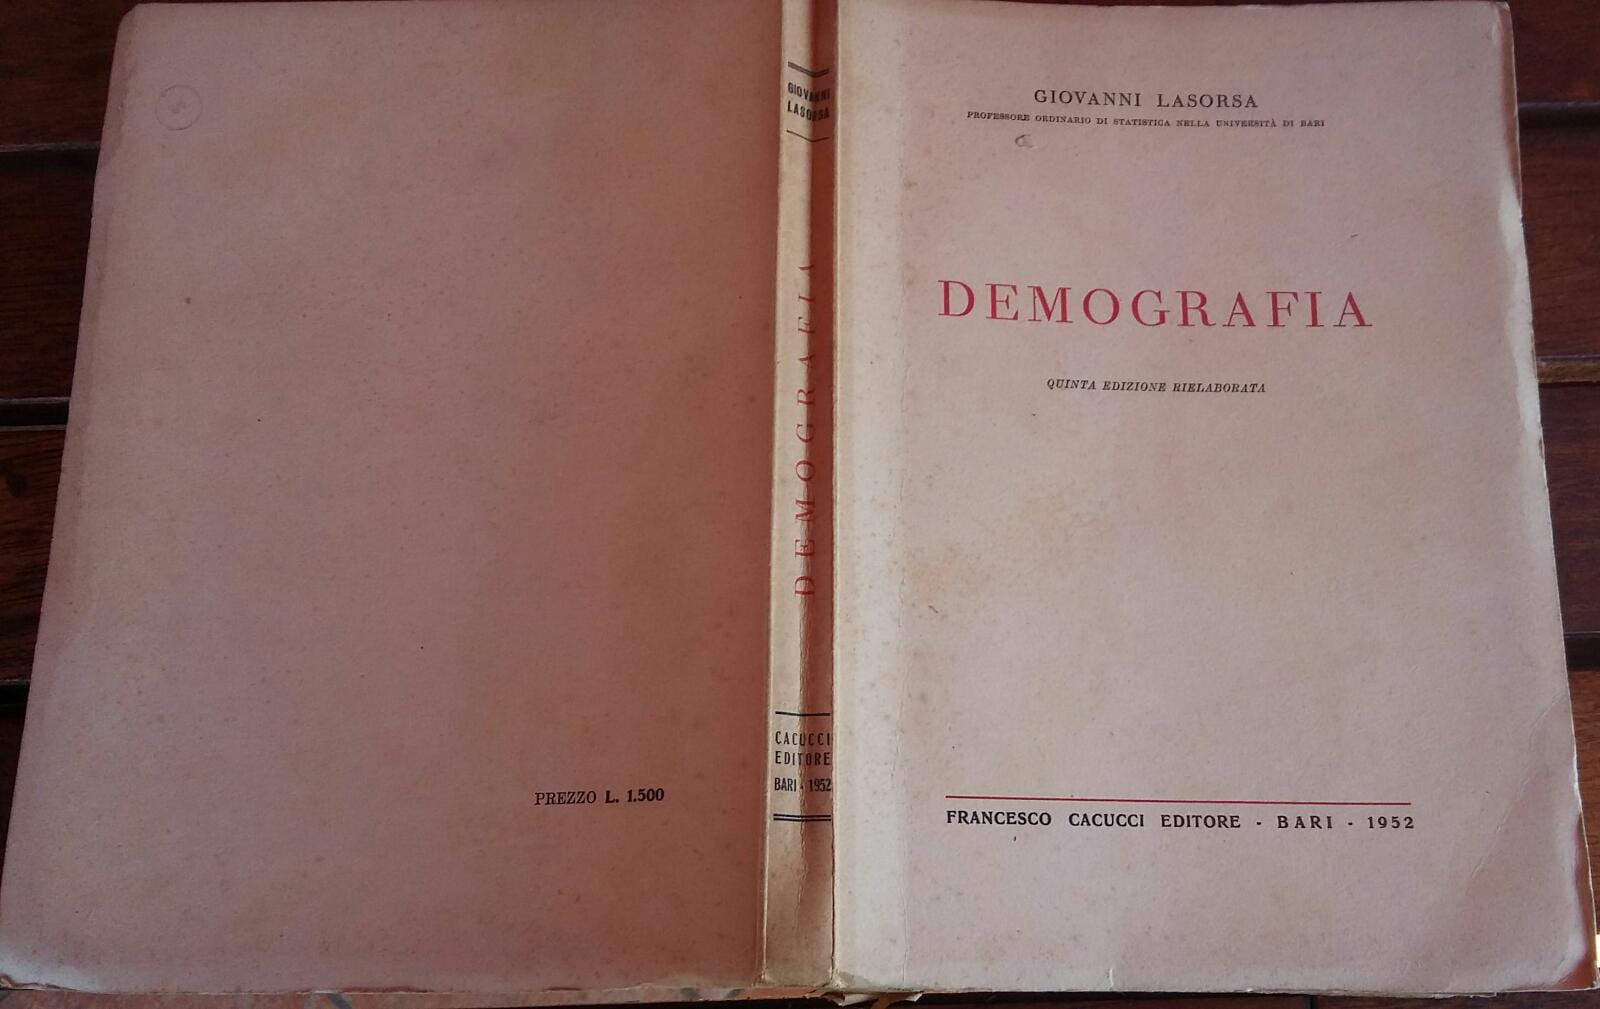 PREZZO L. 1.500
GIOVANNI
LASORSA
DEMOGRAFIA
CACUCCI
EDITORE
BARI - 1952
GIOVANNI LASORSA
PROFESSORE ORDINARIO DI STATISTICA NELLA UNIVERSITÀ DI BARI
DEMOGRAFIA
QUINTA EDIZIONE RIELABORATA
FRANCESCO CACUCCI EDITORE - BARI - 1952